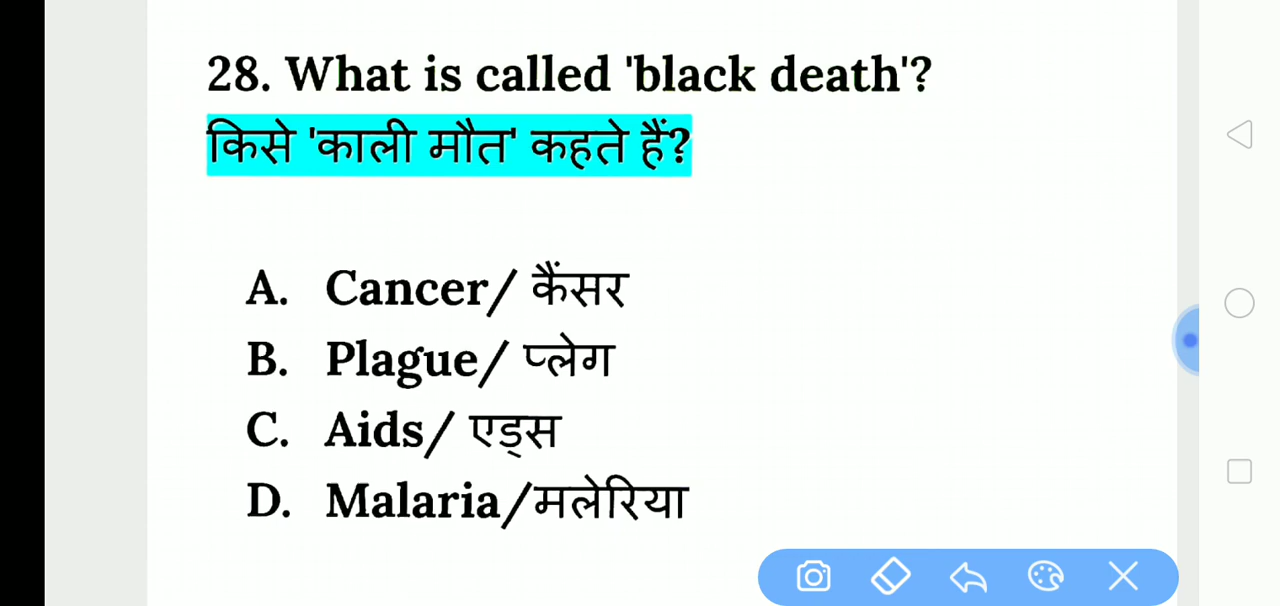 28. What is called 'black death'?
किसे 'काली मौत' कहते हैं?
A. Cancer/ कैंसर
B. Plague/ प्लेग
C. Aids/ एड्स
D. Malaria/मलेरिया